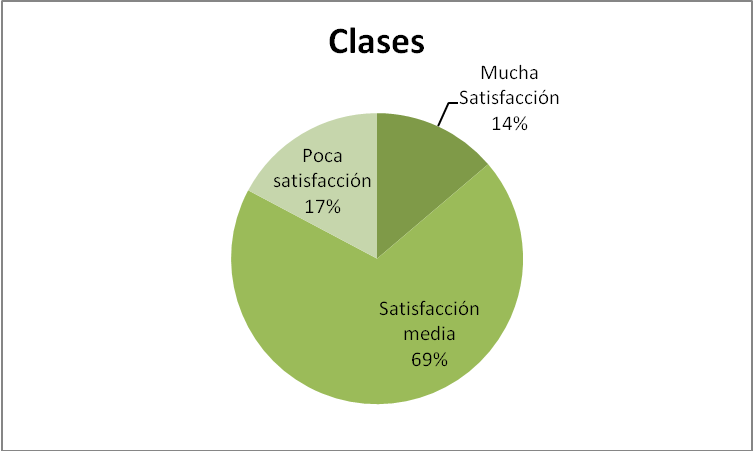 Clases
Mucha
Satisfacción
14%
Poca
satisfacción
17%
Satisfacción
media
69%